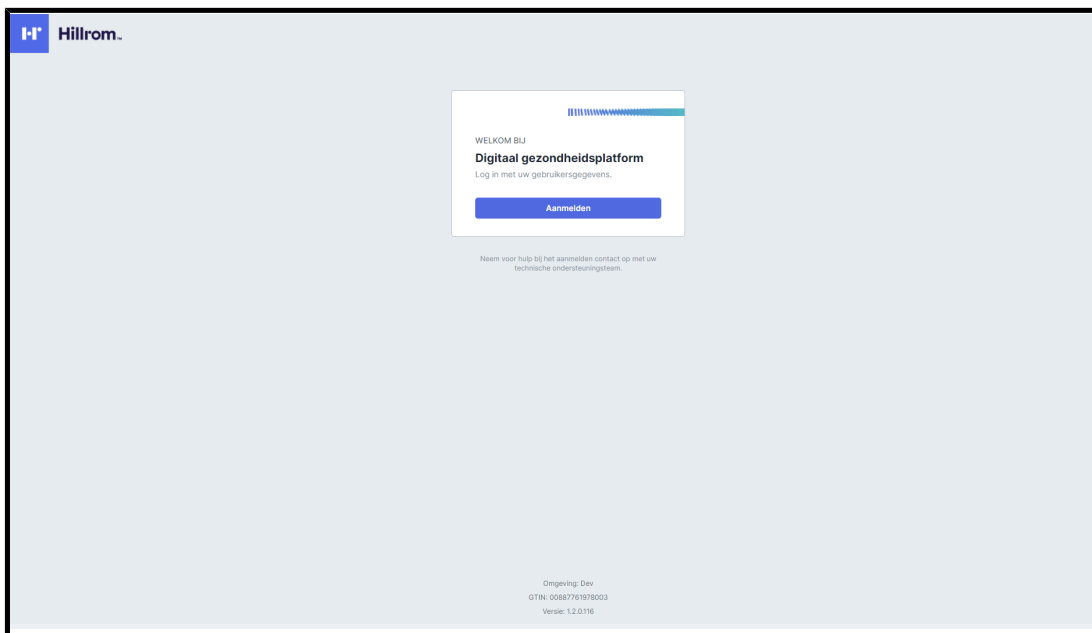 Hillrom™
WELKOM BIJ
Digitaal gezondheidsplatform
Log in met uw gebruikersgegevens.
Aanmelden
Neem voor hulp bij het aanmelden contact op met uw
technische ondersteuningsteam.
Omgeving: Dev
GTIN: 00887761978003
Versie: 1.2.0.116